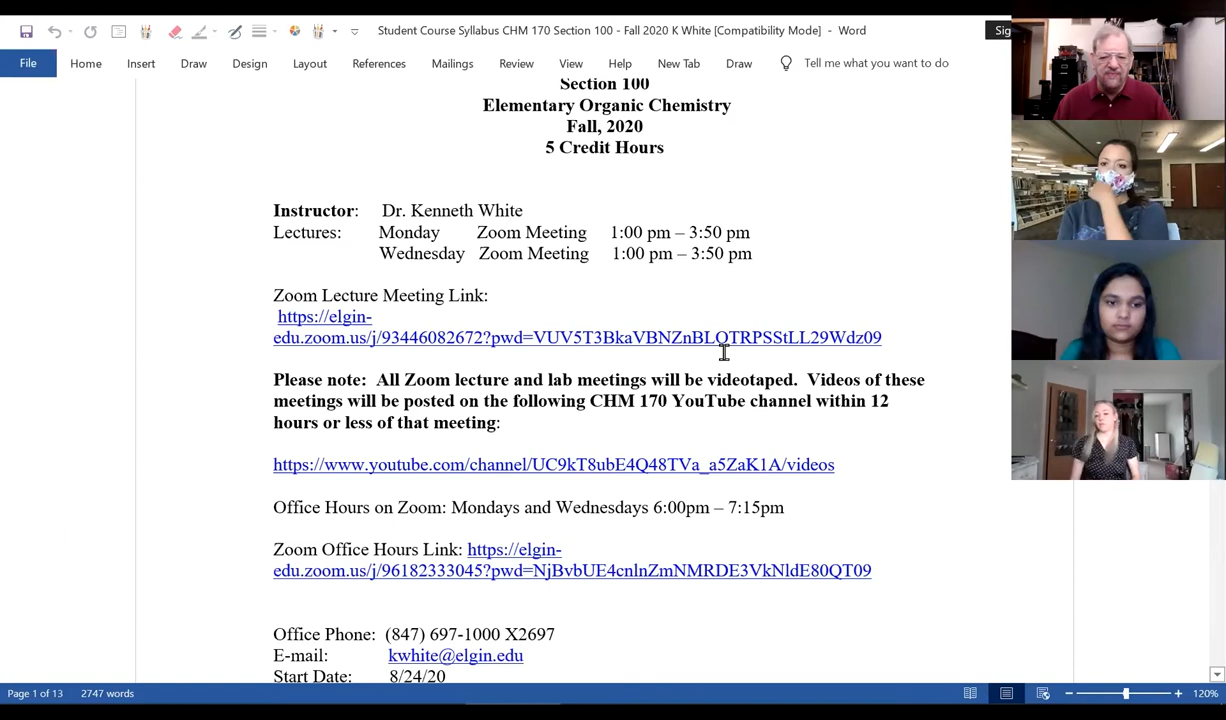 Student Course Syllabus CHM 170 Section 100 - Fall 2020 K White [Compatibility Mode] - Word
File Home Insert Draw Design Layout References Mailings Review View Help New Tab Draw Tell me what you want to do
Section 100
Elementary Organic Chemistry
Fall, 2020
5 Credit Hours
Instructor: Dr. Kenneth White
Lectures: Monday Zoom Meeting 1:00 pm – 3:50 pm
Wednesday Zoom Meeting 1:00 pm – 3:50 pm
Zoom Lecture Meeting Link:
https://elgin-
edu.zoom.us/j/93446082672?pwd=VUV5T3BkaVBNZnBLQTRPSStLL29Wdz09
Please note: All Zoom lecture and lab meetings will be videotaped. Videos of these
meetings will be posted on the following CHM 170 YouTube channel within 12
hours or less of that meeting:
https://www.youtube.com/channel/UC9kT8ubE4Q48TVa_a5ZaK1A/videos
Office Hours on Zoom: Mondays and Wednesdays 6:00pm – 7:15pm
Zoom Office Hours Link: https://elgin-
edu.zoom.us/j/96182333045?pwd=NjBvbUE4cnlnZmNMRDE3VkNldE80QT09
Office Phone: (847) 697-1000 X2697
E-mail: kwhite@elgin.edu
Start Date: 8/24/20
Page 1 of 13 2747 words 120%